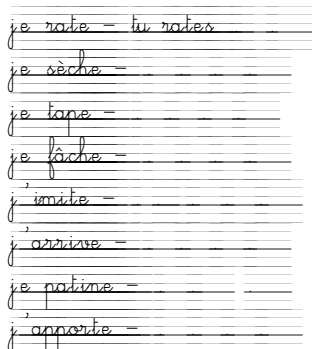 je rate – tu rates
je sèche –
je tape –
je fâche –
j'imite –
j'arrive –
je patine –
j'apporte –